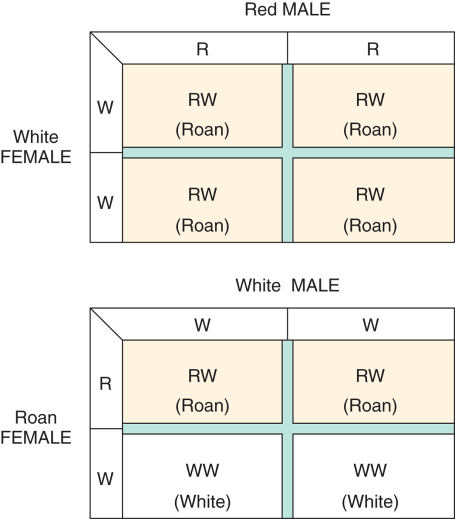 Red MALE
R R
W RW RW
(Roan) (Roan)
White
FEMALE
W RW RW
(Roan) (Roan)
White MALE
W W
R RW RW
(Roan) (Roan)
Roan
FEMALE
W WW WW
(White) (White)